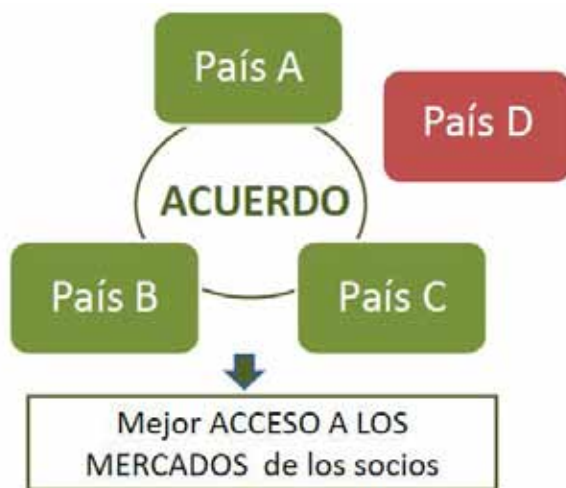 País A
País D
ACUERDO
País B
País C
Mejor ACCESO A LOS
MERCADOS de los socios